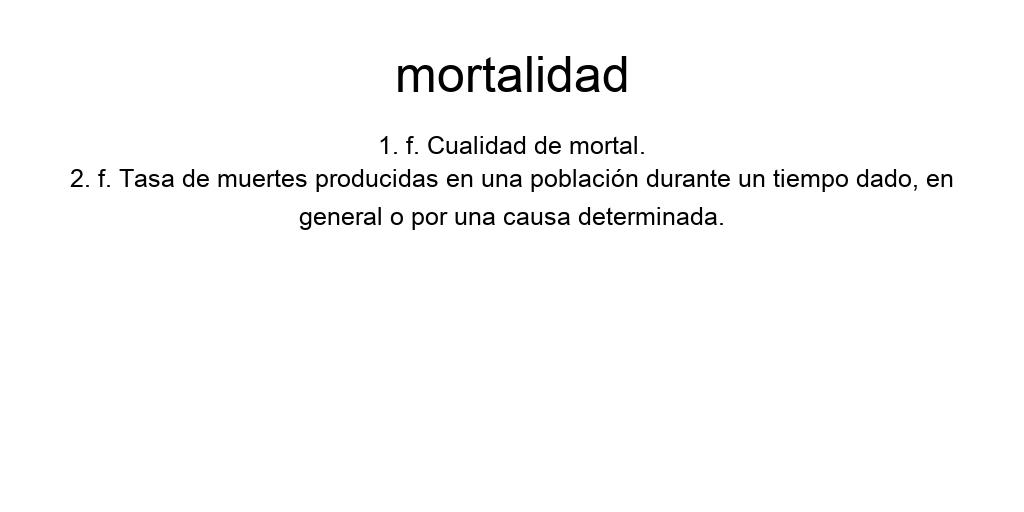 mortalidad
1. f. Cualidad de mortal.
2. f. Tasa de muertes producidas en una población durante un tiempo dado, en
general o por una causa determinada.